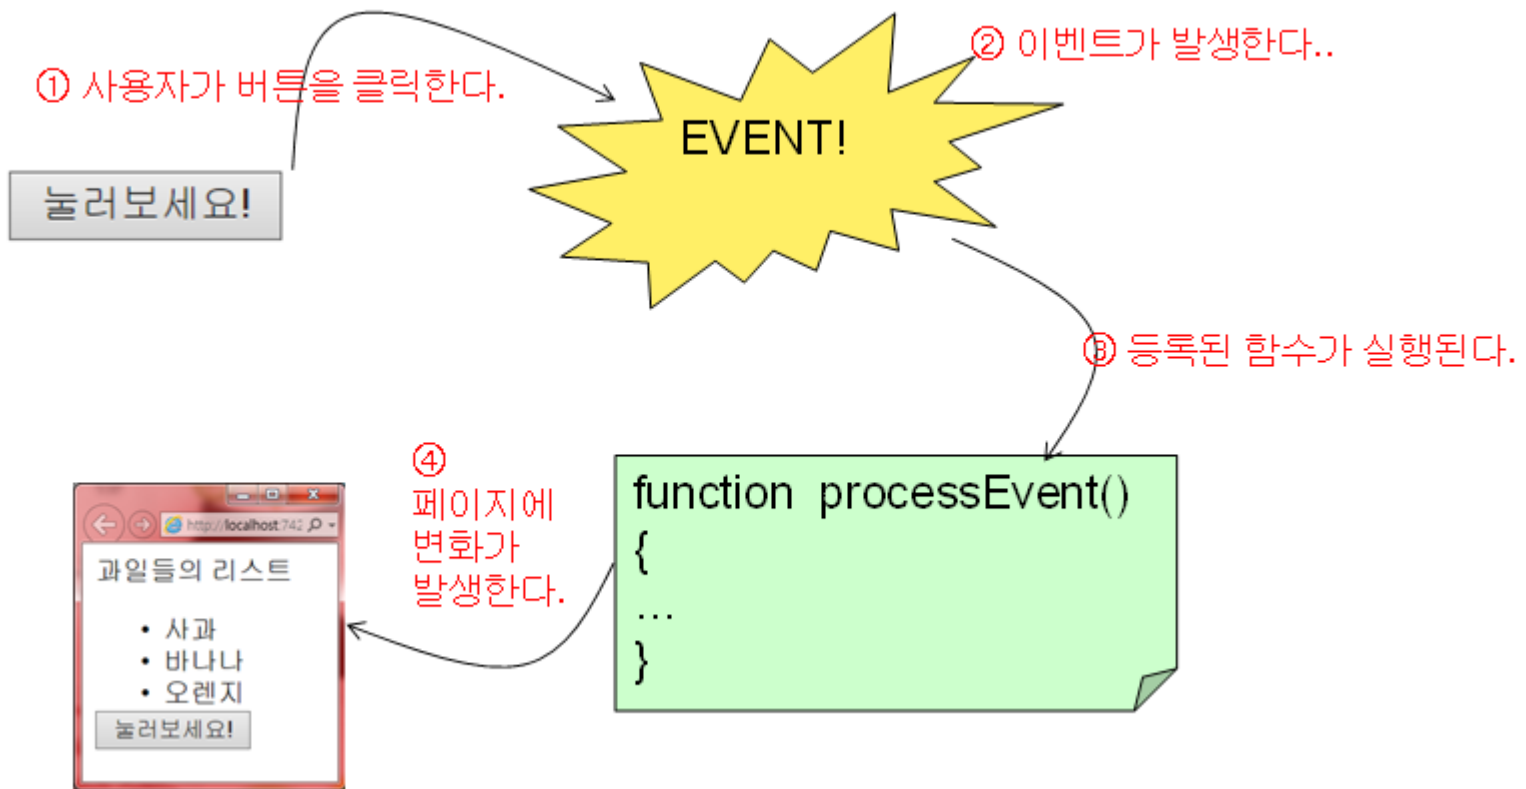 ① 사용자가 버튼을 클릭한다.
눌러보세요!
EVENT!
② 이벤트가 발생한다..
③ 등록된 함수가 실행된다.
function processEvent()
{
...
}
④
페이지에
변화가
발생한다.
http://localhost:742
과일들의 리스트
• 사과
• 바나나
• 오렌지
눌러보세요!